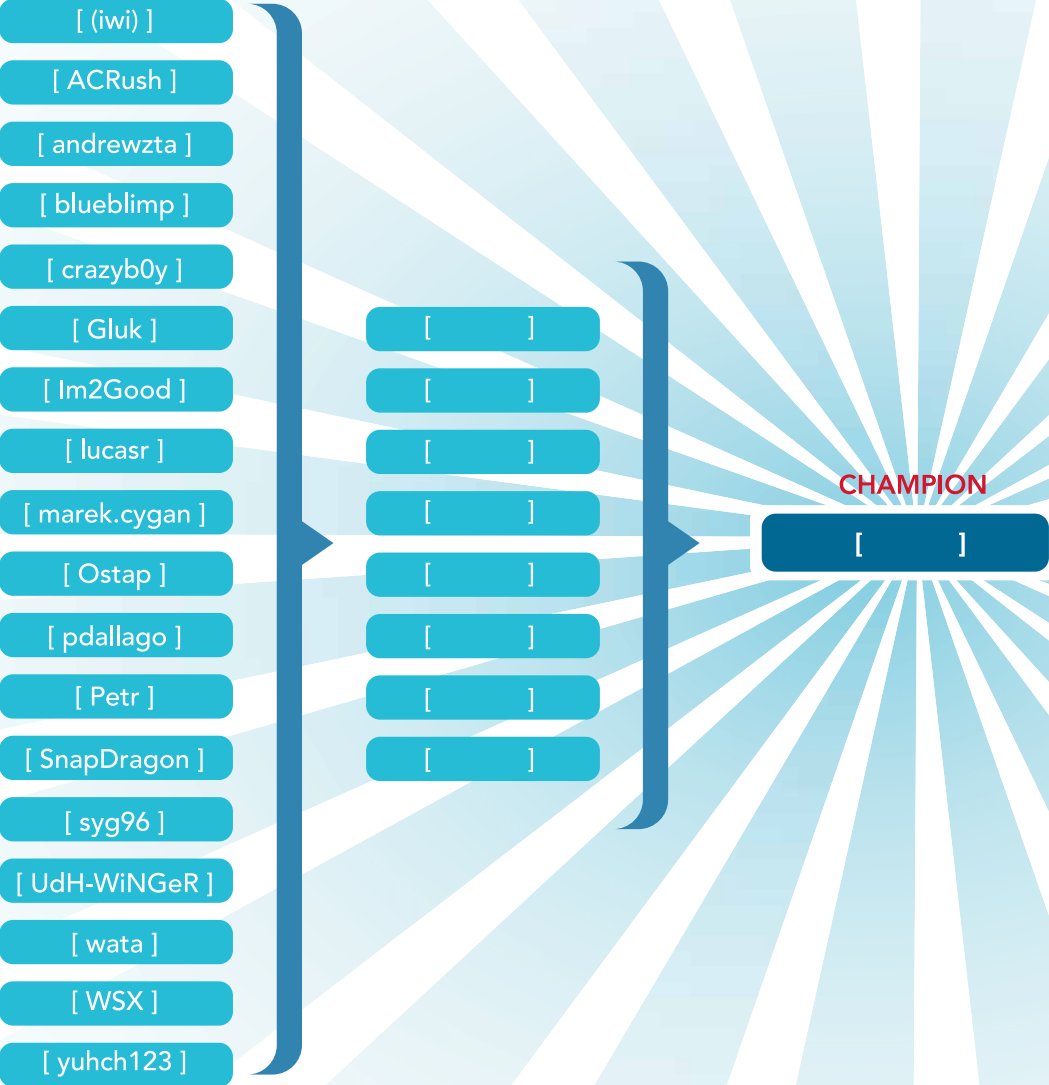 [ (iwi) ]
[ ACRush ]
[ andrewzta ]
[ blueblimp ]
[ crazyb0y ]
[ Gluk ]
[ Im2Good ]
[ lucasr ]
[ marek.cygan ]
[ Ostap ]
[ pdallago ]
[ Petr ]
[ SnapDragon ]
[ syg96 ]
[ UdH-WiNGeR ]
[ wata ]
[ WSX ]
[ yuhch123 ]
[ ]
[ ]
[ ]
[ ]
[ ]
[ ]
[ ]
[ ]
CHAMPION
[ ]